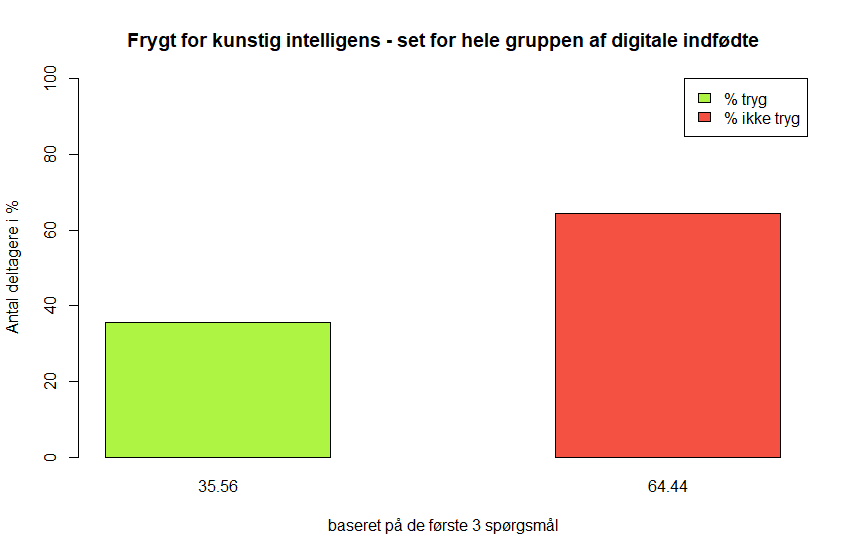 Frygt for kunstig intelligens - set for hele gruppen af digitale indfødte
100
80
60
40
20
0
Antal deltagere i %
% tryg
% ikke tryg
35.56
64.44
baseret på de første 3 spørgsmål